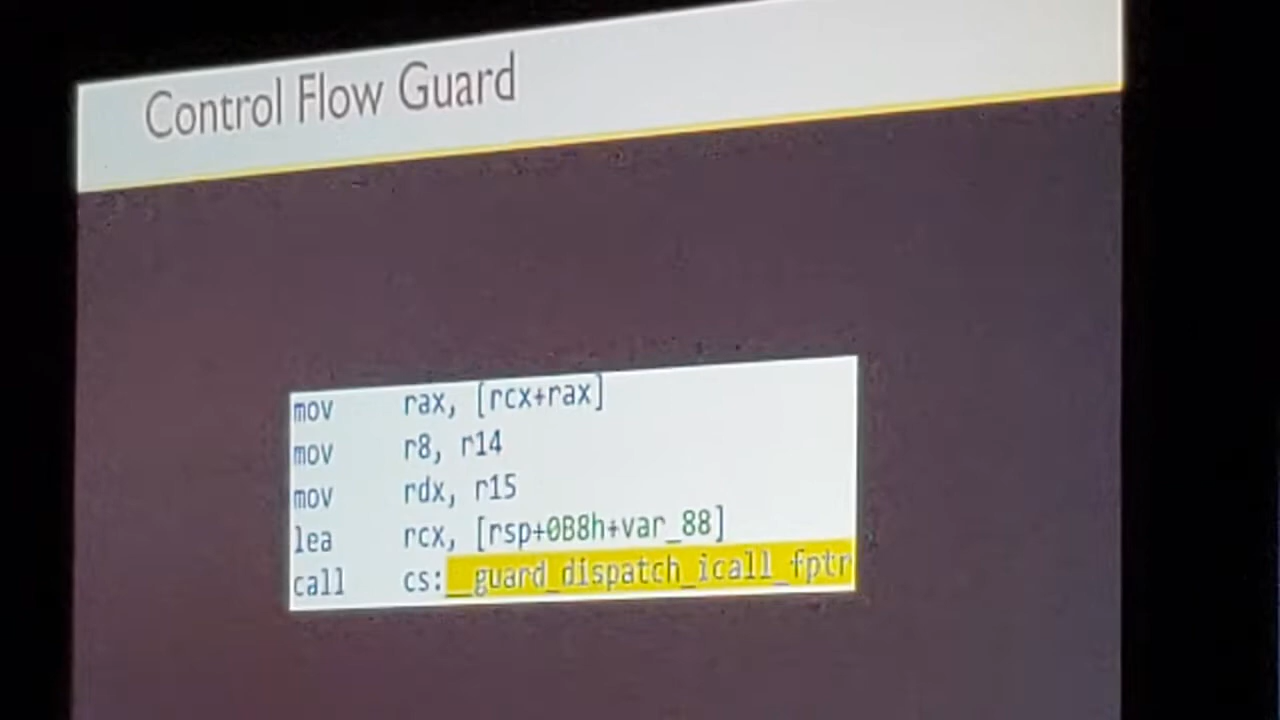 Control Flow Guard
mov rax, [rcx+rax]
mov r8, r14
mov rdx, r15
lea rcx, [rsp+0B8h+var_88]
call cs:__guard_dispatch_icall_fptr